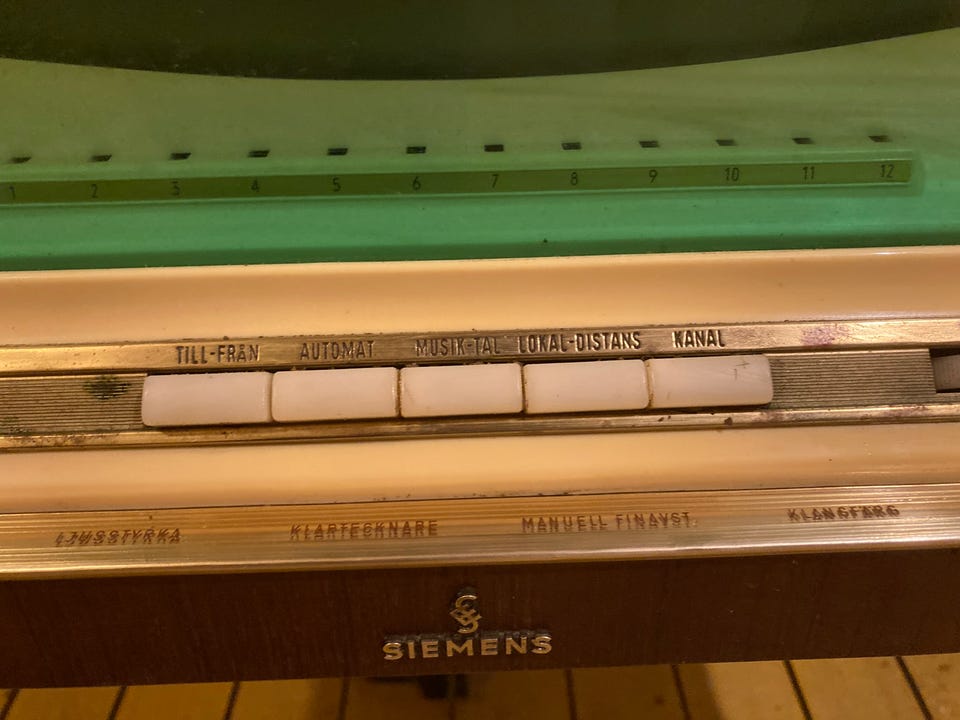 1 2 3 4 5 6 7 8 9 10 11 12
TILL-FRÅN AUTOMAT MUSIK-TAL LOKAL-DISTANS KANAL
LJUSSTYRKA KLARTECKNARE MANUELL FINAVST. KLANGFÄRG
SIEMENS